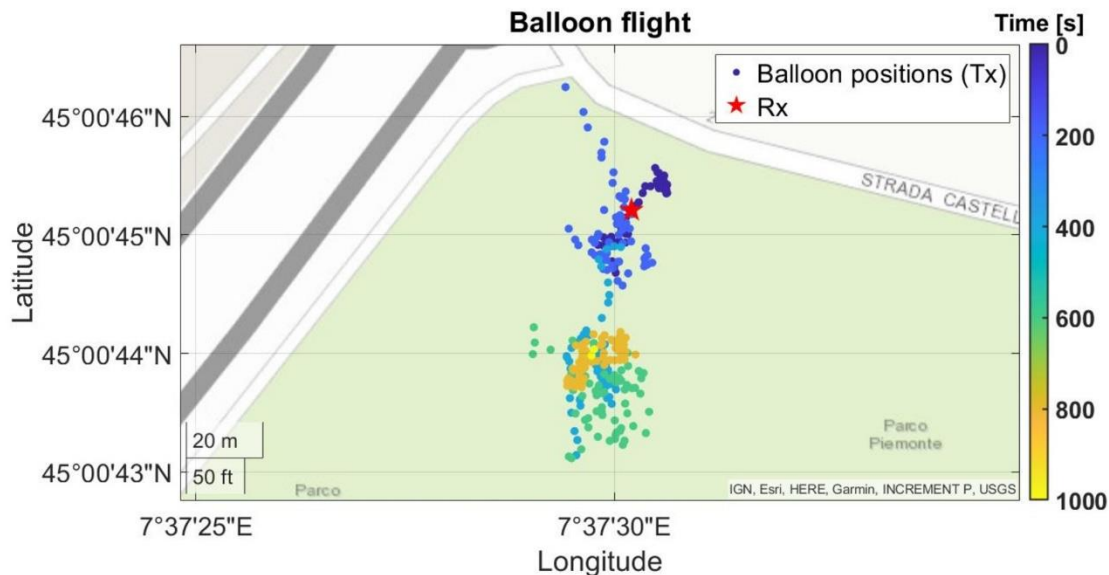 Balloon flight
Time [s]
0
200
400
600
800
1000
Balloon positions (Tx)
Rx
45°00'46"N
45°00'45"N
45°00'44"N
45°00'43"N
Latitude
STRADA CASTELL
Parco
Piemonte
20 m
50 ft
Parco
IGN, Esri, HERE, Garmin, INCREMENT P, USGS
7°37'25"E
7°37'30"E
Longitude